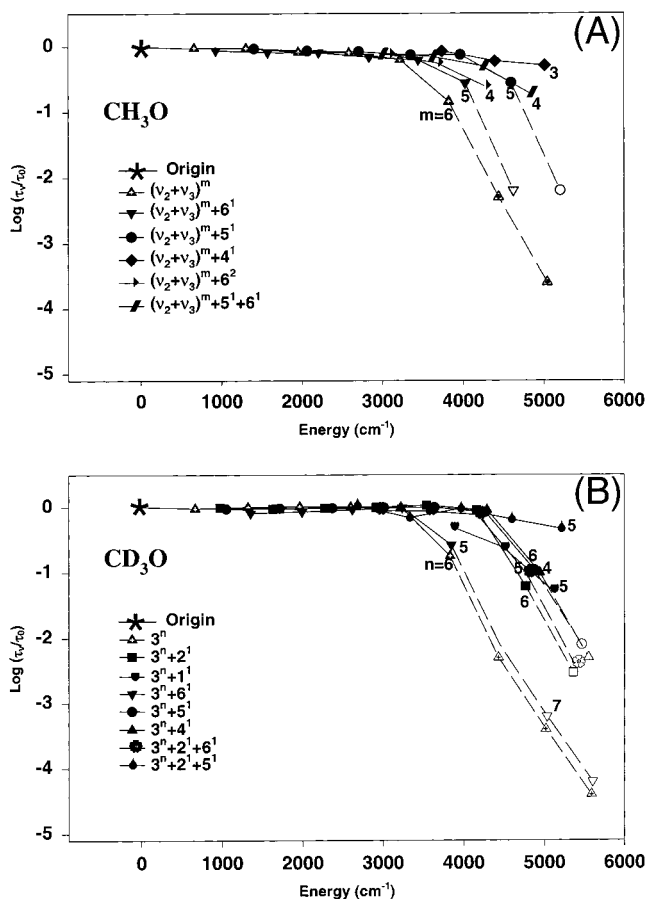 (A)
0
-1
-2
-3
-4
-5
Log (τᵥ/τ₀)
CH₃O
Origin
(ν₂+ν₃)ᵐ
(ν₂+ν₃)ᵐ+6¹
(ν₂+ν₃)ᵐ+5¹
(ν₂+ν₃)ᵐ+4¹
(ν₂+ν₃)ᵐ+6²
(ν₂+ν₃)ᵐ+5¹+6¹
m=6
5
4
5
4
3
0 1000 2000 3000 4000 5000 6000
Energy (cm⁻¹)
(B)
0
-1
-2
-3
-4
-5
Log (τᵥ/τ₀)
CD₃O
Origin
3ⁿ
3ⁿ+2¹
3ⁿ+1¹
3ⁿ+6¹
3ⁿ+5¹
3ⁿ+4¹
3ⁿ+2¹+6¹
3ⁿ+2¹+5¹
n=6
5
5
6
6
4
5
5
7
0 1000 2000 3000 4000 5000 6000
Energy (cm⁻¹)